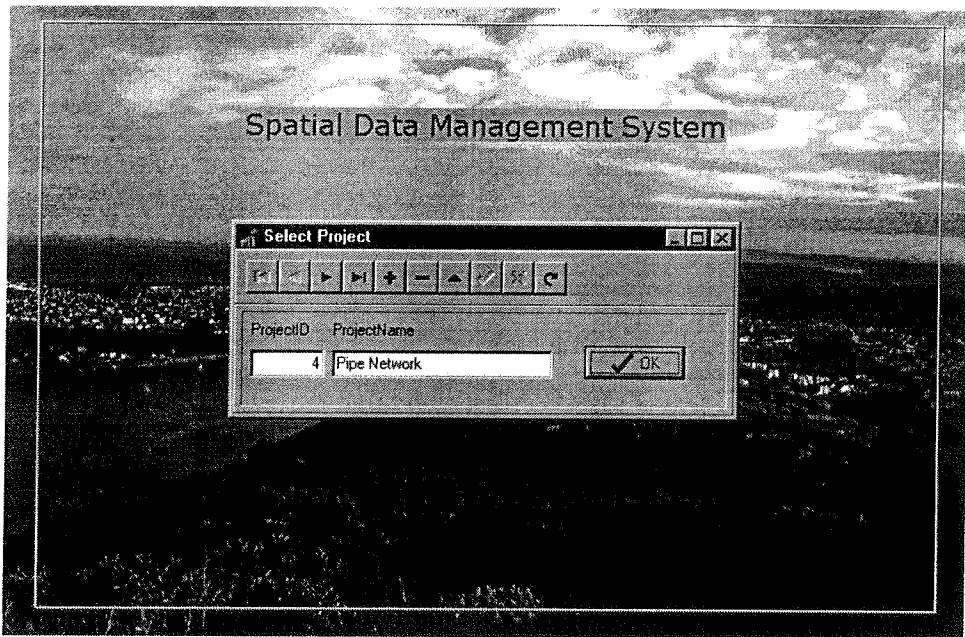 Spatial Data Management System
Select Project
ProjectID ProjectName
4 Pipe Network
OK